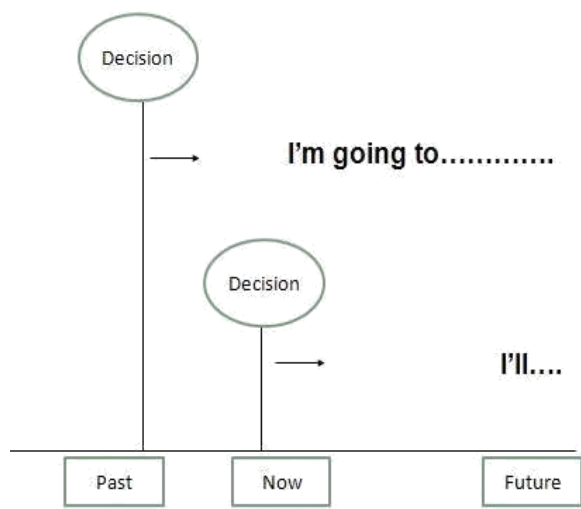 Decision
I'm going to.............
Decision
I'll....
Past Now Future